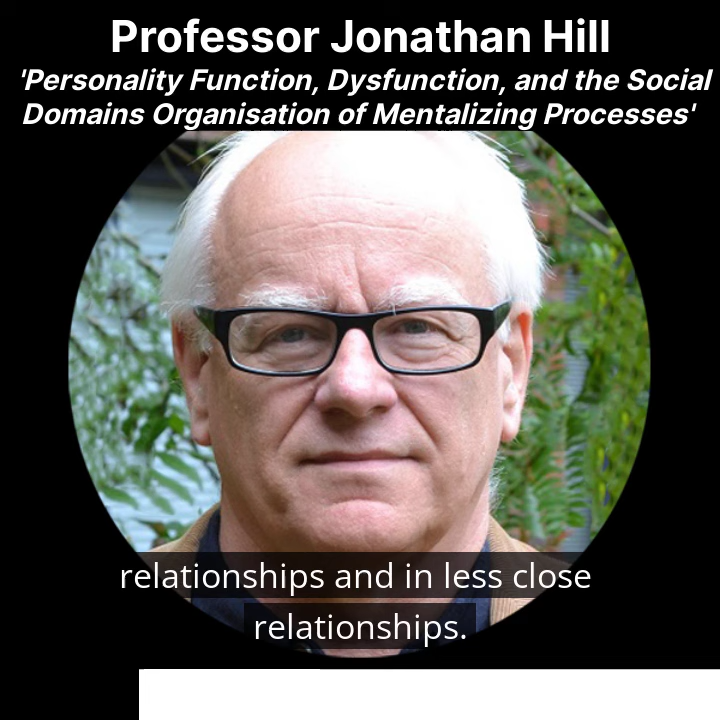 Professor Jonathan Hill
'Personality Function, Dysfunction, and the Social
Domains Organisation of Mentalizing Processes'
relationships and in less close
relationships.